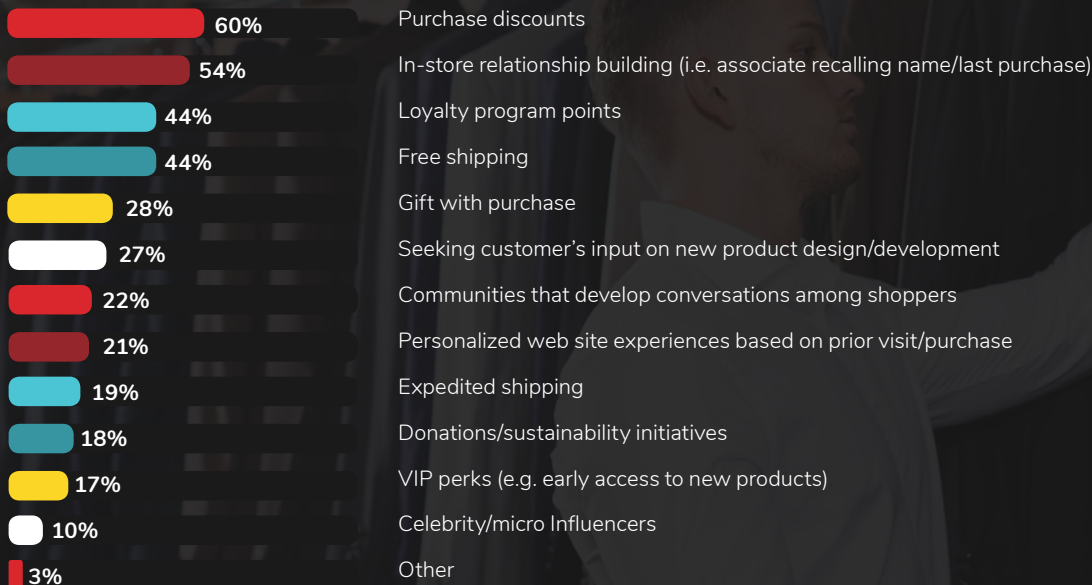 60% Purchase discounts
54% In-store relationship building (i.e. associate recalling name/last purchase)
44% Loyalty program points
44% Free shipping
28% Gift with purchase
27% Seeking customer’s input on new product design/development
22% Communities that develop conversations among shoppers
21% Personalized web site experiences based on prior visit/purchase
19% Expedited shipping
18% Donations/sustainability initiatives
17% VIP perks (e.g. early access to new products)
10% Celebrity/micro Influencers
3% Other